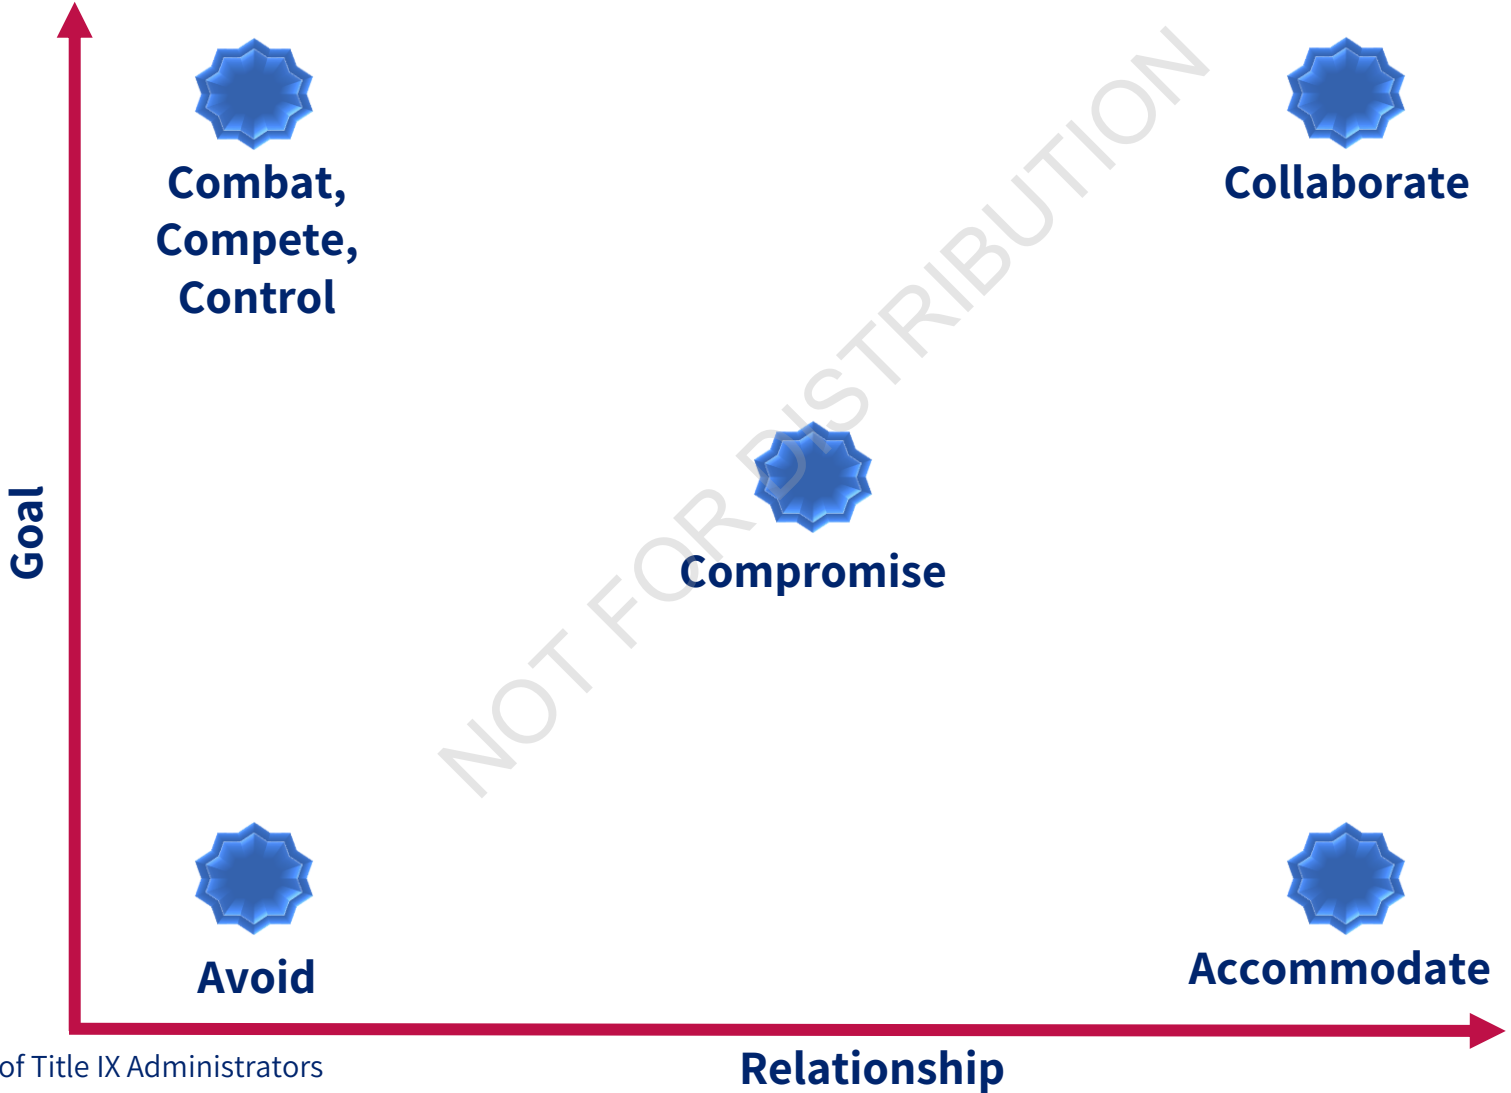 Combat,
Compete,
Control
Collaborate
NOT FOR DISTRIBUTION
Goal
Compromise
Avoid
Accommodate
of Title IX Administrators
Relationship